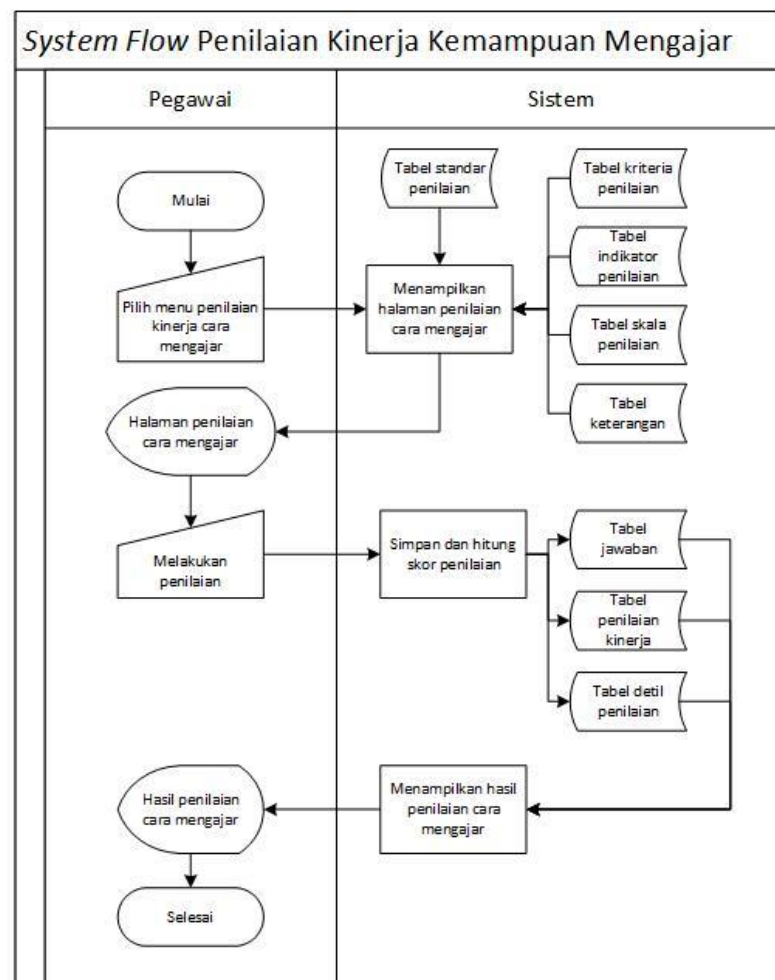 System Flow Penilaian Kinerja Kemampuan Mengajar
Pegawai
Sistem
Mulai
Tabel standar
penilaian
Tabel kriteria
penilaian
Tabel
indikator
penilaian
Pilih menu penilaian
kinerja cara
mengajar
Menampilkan
halaman penilaian
cara mengajar
Tabel skala
penilaian
Tabel
keterangan
Halaman penilaian
cara mengajar
Melakukan
penilaian
Simpan dan hitung
skor penilaian
Tabel
jawaban
Tabel
penilaian
kinerja
Tabel detil
penilaian
Menampilkan hasil
penilaian cara
mengajar
Hasil penilaian
cara mengajar
Selesai